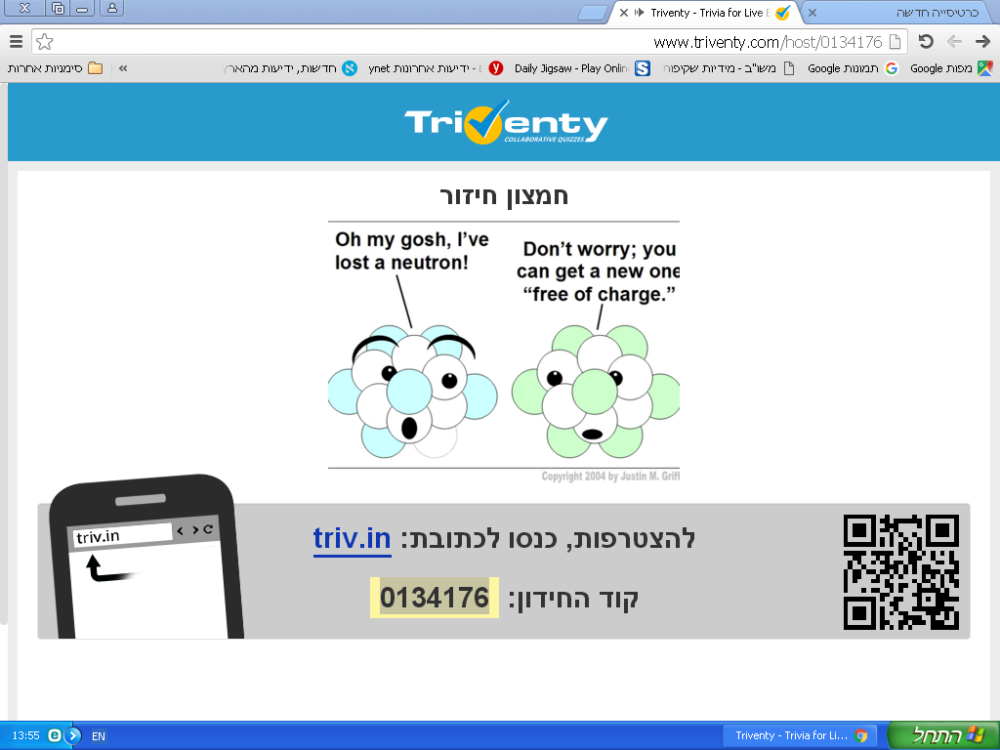 כרטיסייה חדשה
Triventy - Trivia for Live E
www.triventy.com/host/0134176
מפות Google
תמונות Google
משו"ב - מידיות שקיפות
Daily Jigsaw - Play Onlin
ynet - ידיעות אחרונות
חדשות, ידיעות מהארץ
«
סימניות אחרות
Triventy
COLLABORATIVE QUIZZES
חמצון חיזור
Oh my gosh, I've
lost a neutron!
Don't worry; you
can get a new one
“free of charge.”
Copyright 2004 by Justin M. Griff
triv.in
להצטרפות, כנסו לכתובת: triv.in
קוד החידון: 0134176
התחל
Triventy - Trivia for Li...
EN
13:55